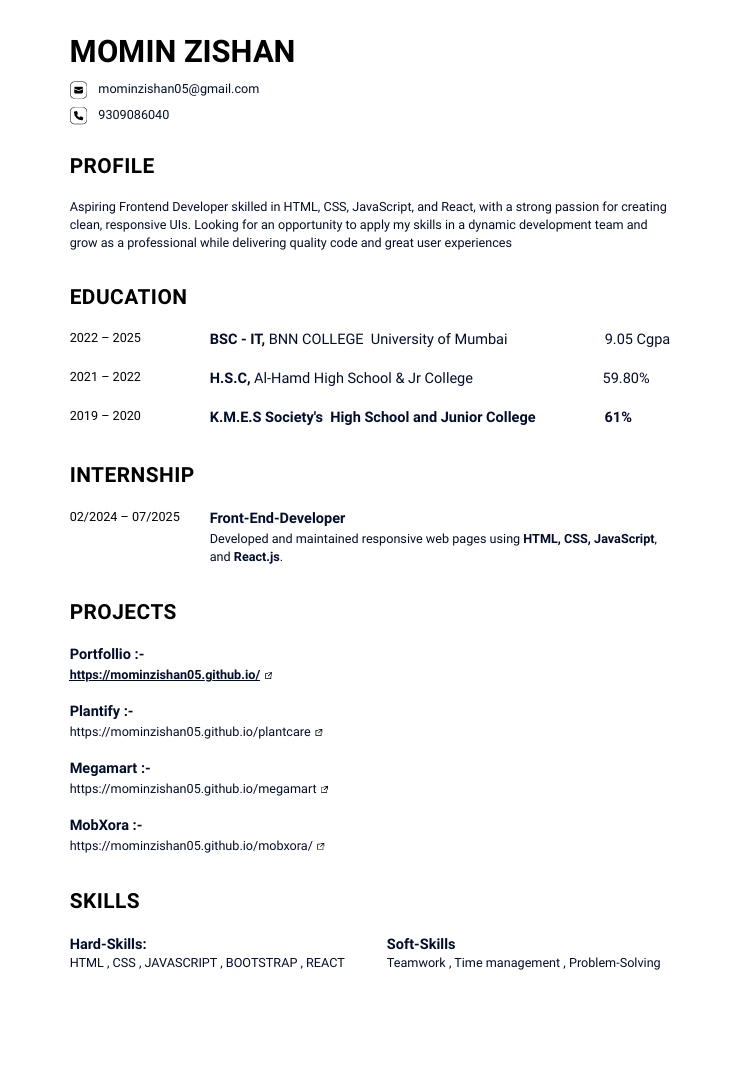 MOMIN ZISHAN
mominzishan05@gmail.com
9309086040
PROFILE
Aspiring Frontend Developer skilled in HTML, CSS, JavaScript, and React, with a strong passion for creating
clean, responsive UIs. Looking for an opportunity to apply my skills in a dynamic development team and
grow as a professional while delivering quality code and great user experiences
EDUCATION
2022 – 2025 BSC - IT, BNN COLLEGE  University of Mumbai 9.05 Cgpa
2021 – 2022 H.S.C, Al-Hamd High School & Jr College 59.80%
2019 – 2020 K.M.E.S Society's  High School and Junior College 61%
INTERNSHIP
02/2024 – 07/2025 Front-End-Developer
Developed and maintained responsive web pages using HTML, CSS, JavaScript,
and React.js.
PROJECTS
Portfollio :-
https://mominzishan05.github.io/
Plantify :-
https://mominzishan05.github.io/plantcare
Megamart :-
https://mominzishan05.github.io/megamart
MobXora :-
https://mominzishan05.github.io/mobxora/
SKILLS
Hard-Skills: Soft-Skills
HTML , CSS , JAVASCRIPT , BOOTSTRAP , REACT Teamwork , Time management , Problem-Solving